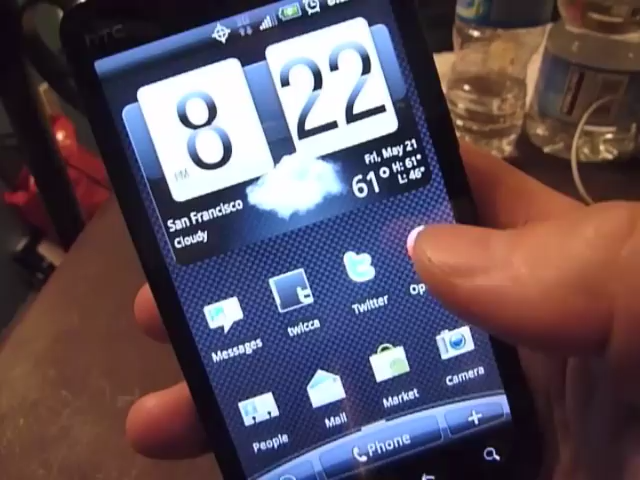 hTC
8 22
PM
Fri, May 21
61° H: 61°
L: 46°
San Francisco
Cloudy
Messages
twicca
Twitter
Op
People
Mail
Market
Camera
Phone
+